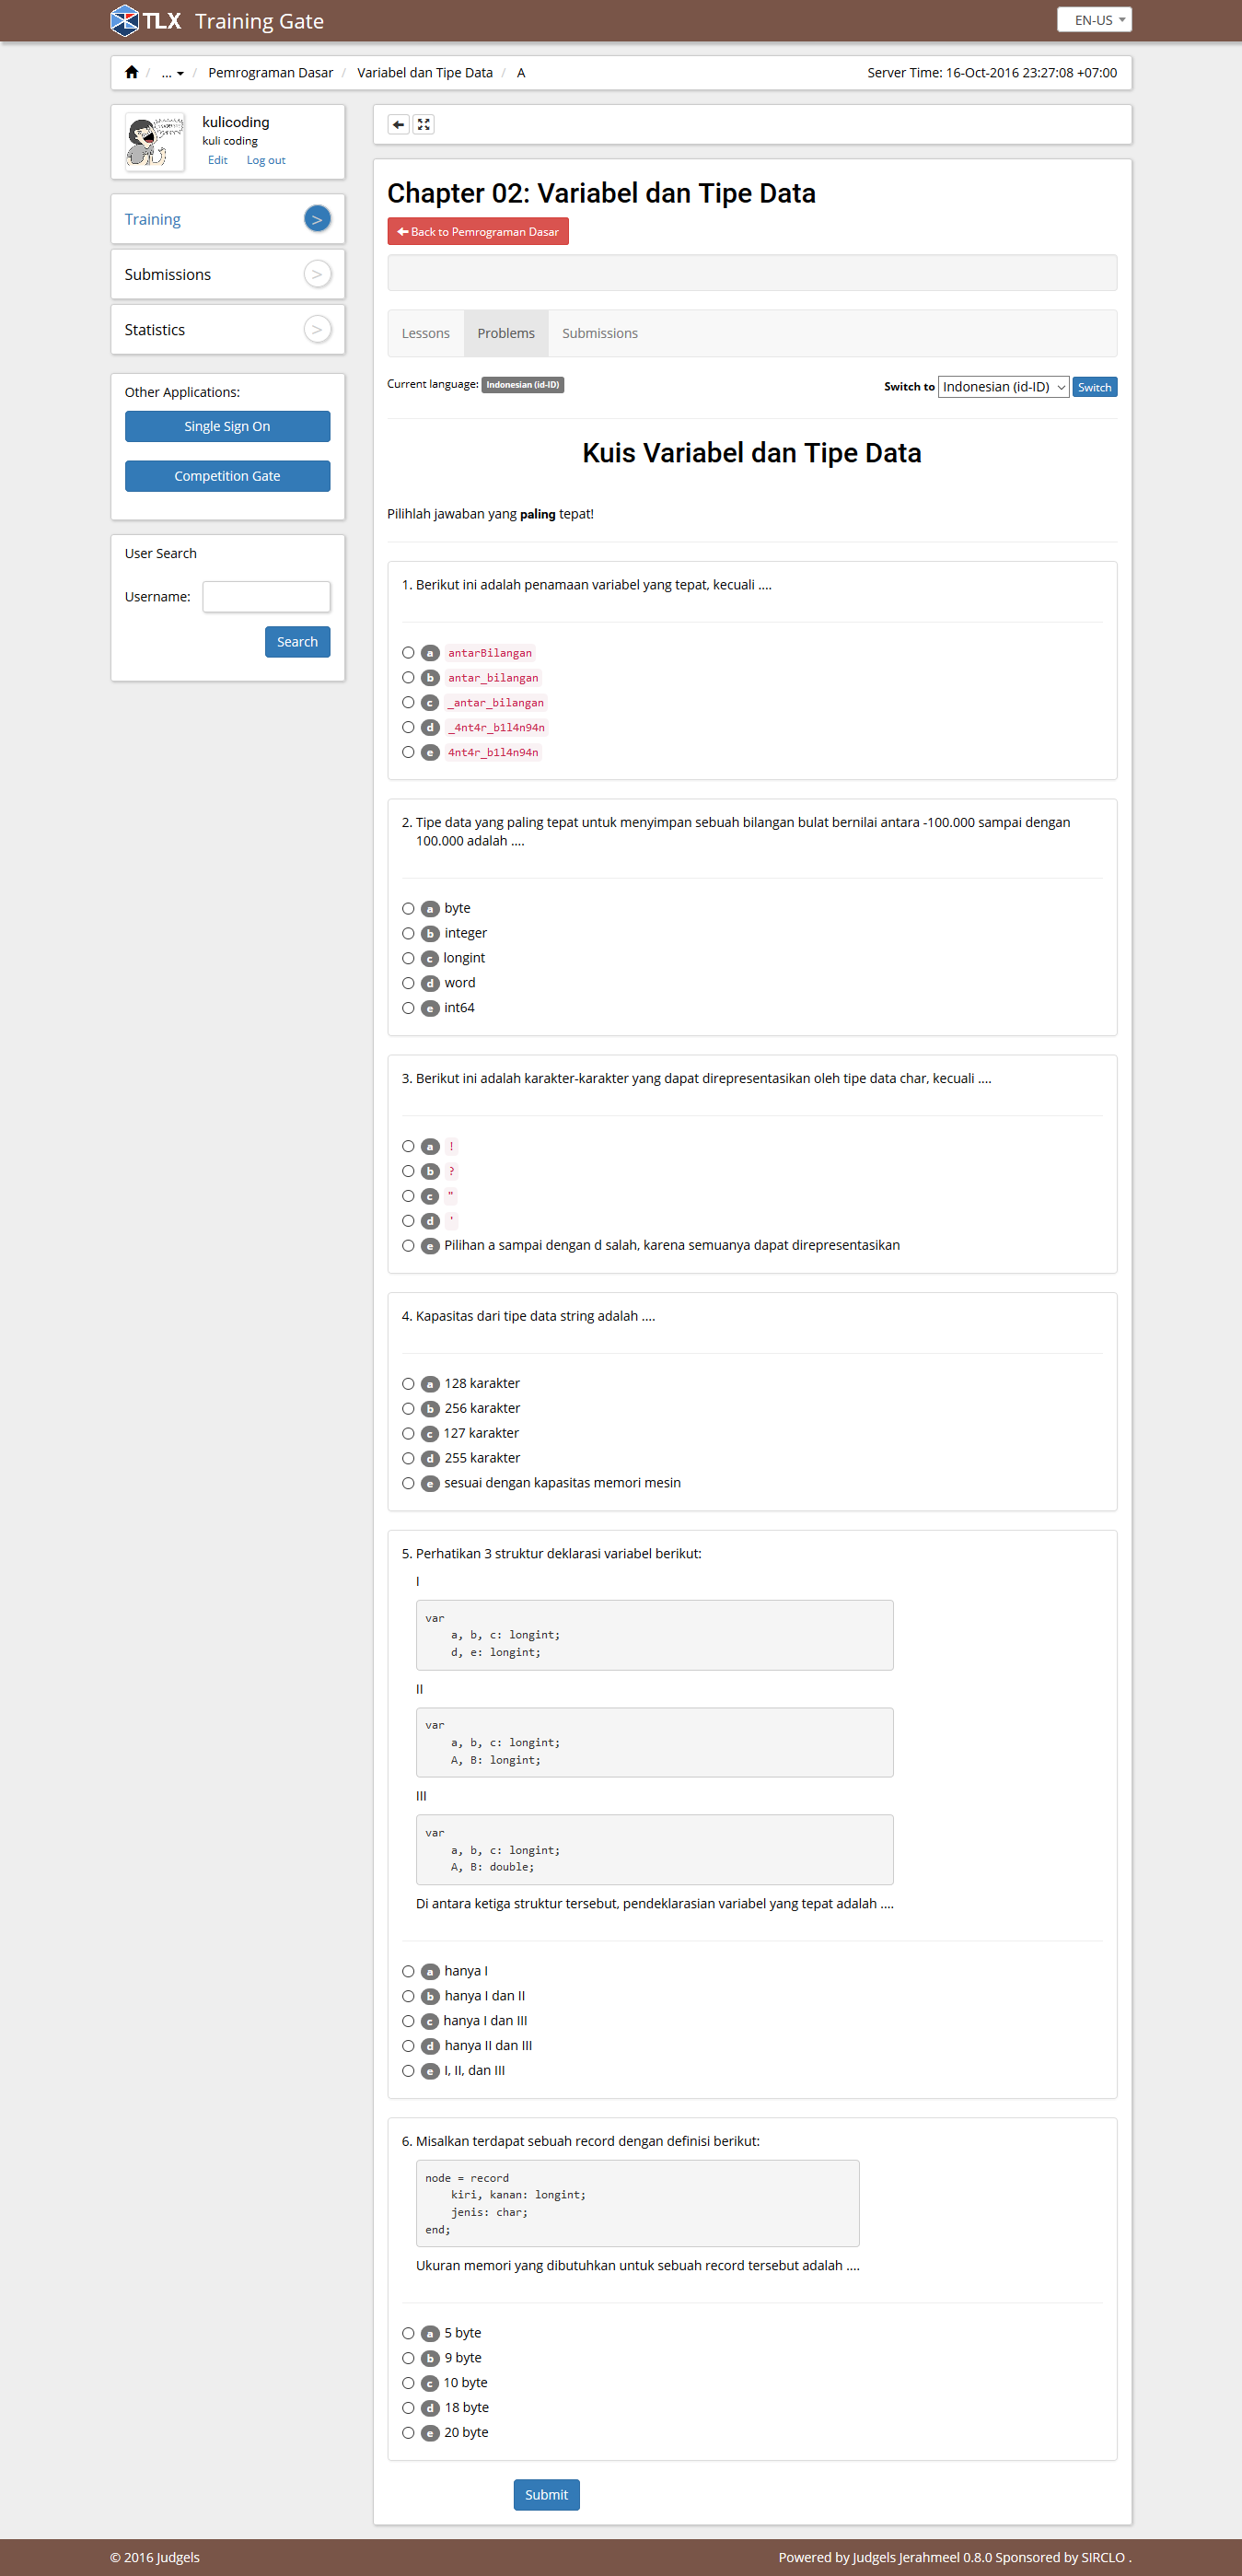 TLX Training Gate
EN-US
... Pemrograman Dasar / Variabel dan Tipe Data / A
Server Time: 16-Oct-2016 23:27:08 +07:00
kulicoding
kuli coding
Edit Log out
Training >
Submissions >
Statistics >
Other Applications:
Single Sign On
Competition Gate
User Search
Username:
Search
Chapter 02: Variabel dan Tipe Data
Back to Pemrograman Dasar
Lessons Problems Submissions
Current language: Indonesian (id-ID)
Switch to Indonesian (id-ID) Switch
Kuis Variabel dan Tipe Data
Pilihlah jawaban yang paling tepat!
1. Berikut ini adalah penamaan variabel yang tepat, kecuali ....
a antarBilangan
b antar_bilangan
c _antar_bilangan
d _4nt4r_b1l4n94n
e 4nt4r_b1l4n94n
2. Tipe data yang paling tepat untuk menyimpan sebuah bilangan bulat bernilai antara -100.000 sampai dengan
100.000 adalah ....
a byte
b integer
c longint
d word
e int64
3. Berikut ini adalah karakter-karakter yang dapat direpresentasikan oleh tipe data char, kecuali ....
a !
b ?
c "
d '
e Pilihan a sampai dengan d salah, karena semuanya dapat direpresentasikan
4. Kapasitas dari tipe data string adalah ....
a 128 karakter
b 256 karakter
c 127 karakter
d 255 karakter
e sesuai dengan kapasitas memori mesin
5. Perhatikan 3 struktur deklarasi variabel berikut:
I
var
a, b, c: longint;
d, e: longint;
II
var
a, b, c: longint;
A, B: longint;
III
var
a, b, c: longint;
A, B: double;
Di antara ketiga struktur tersebut, pendeklarasian variabel yang tepat adalah ....
a hanya I
b hanya I dan II
c hanya I dan III
d hanya II dan III
e I, II, dan III
6. Misalkan terdapat sebuah record dengan definisi berikut:
node = record
kiri, kanan: longint;
jenis: char;
end;
Ukuran memori yang dibutuhkan untuk sebuah record tersebut adalah ....
a 5 byte
b 9 byte
c 10 byte
d 18 byte
e 20 byte
Submit
© 2016 Judgels
Powered by Judgels Jerahmeel 0.8.0 Sponsored by SIRCLO .